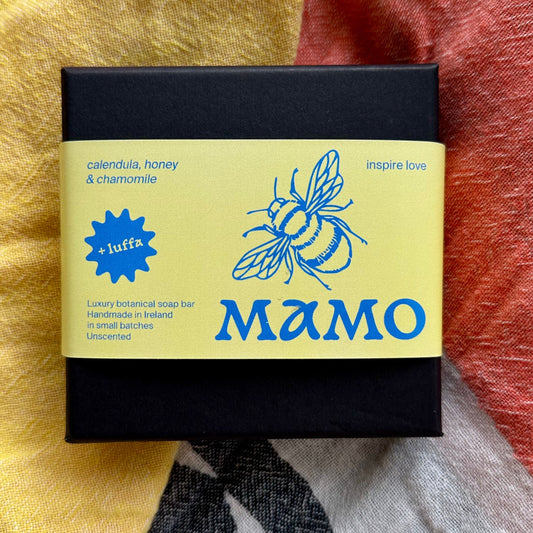 calendula, honey
& chamomile
inspire love
+ luffa
Luxury botanical soap bar
Handmade in Ireland
in small batches
Unscented
MaMO